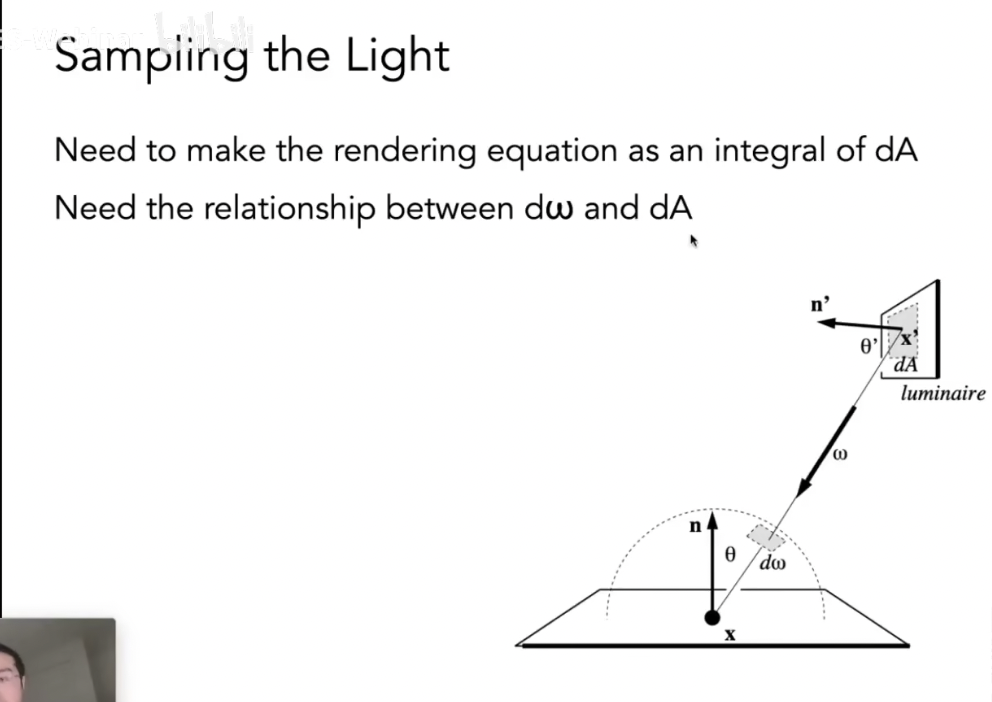 Sampling the Light
Need to make the rendering equation as an integral of dA
Need the relationship between dω and dA
n’
θ’
x’
dA
luminaire
ω
n
θ
dω
x